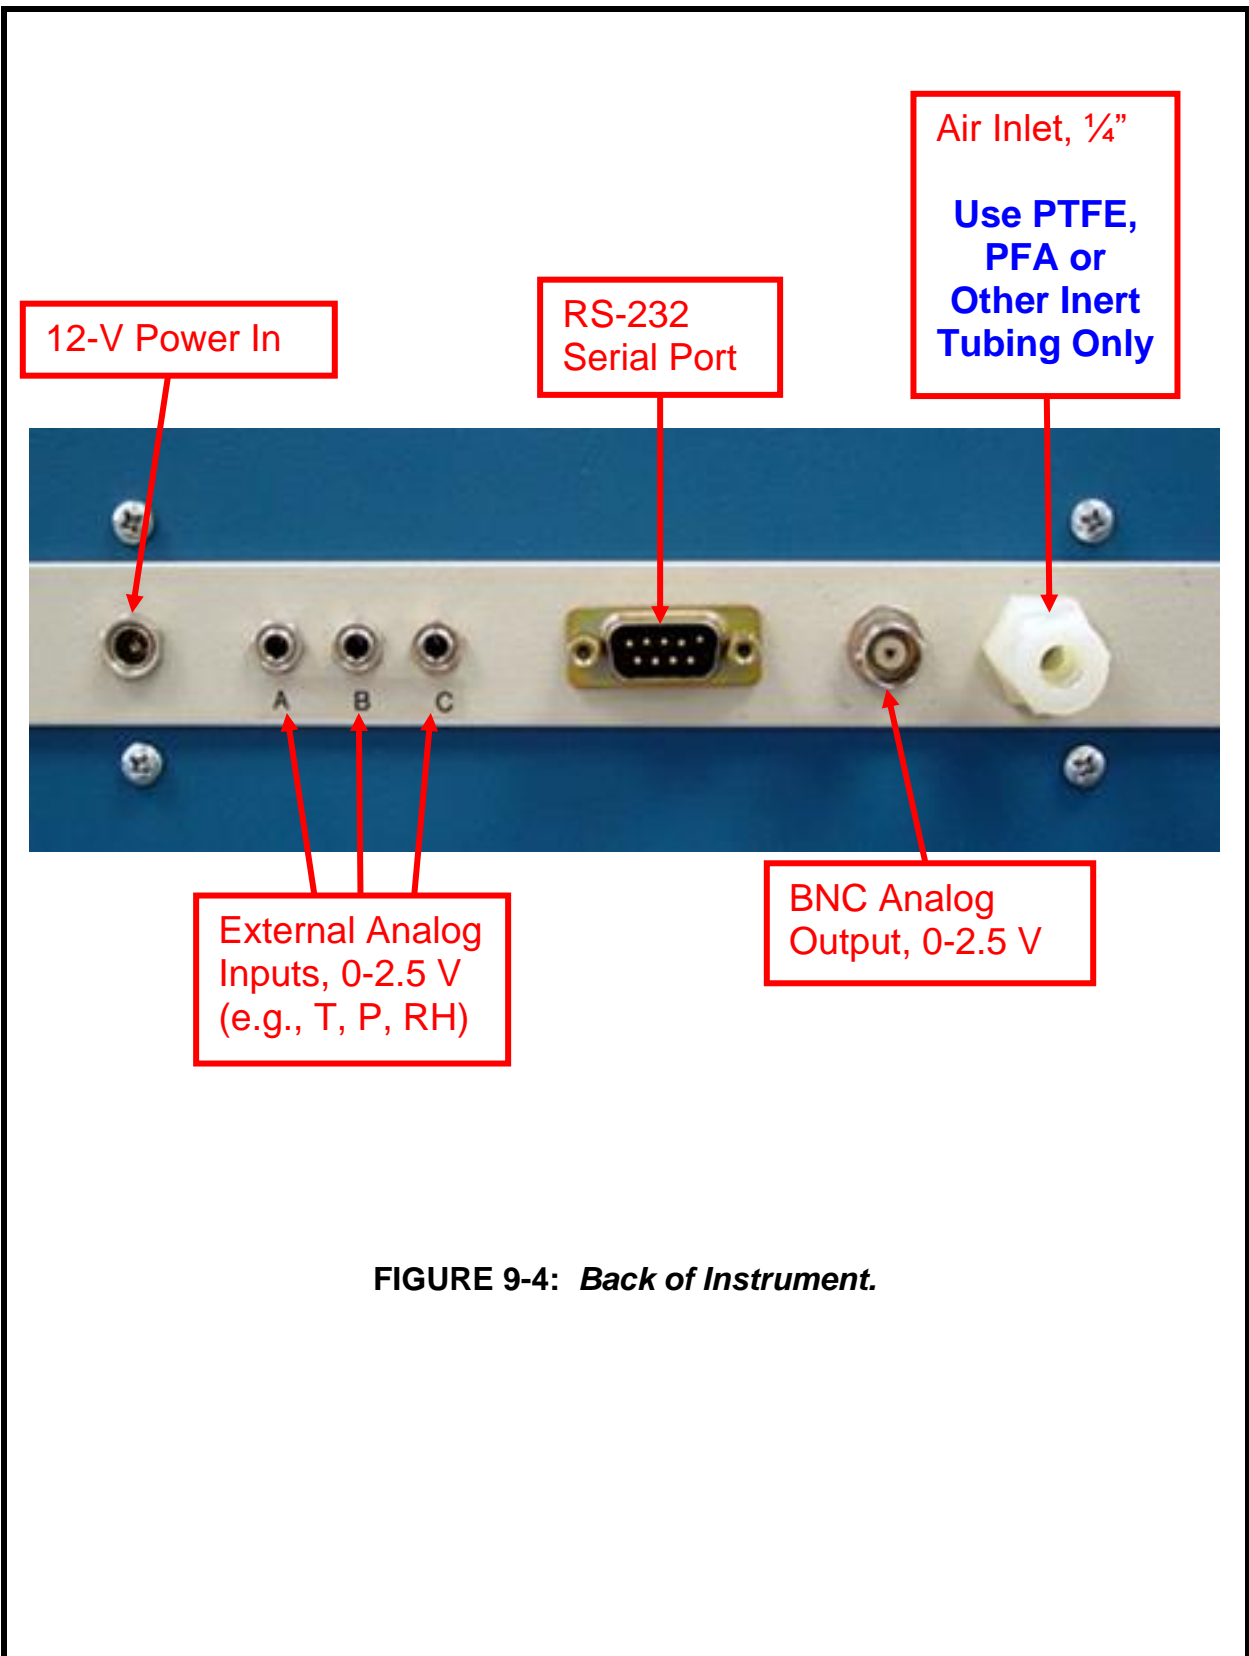 Air Inlet, ¼”
Use PTFE,
PFA or
Other Inert
Tubing Only
12-V Power In
RS-232
Serial Port
A B C
External Analog
Inputs, 0-2.5 V
(e.g., T, P, RH)
BNC Analog
Output, 0-2.5 V
FIGURE 9-4: Back of Instrument.